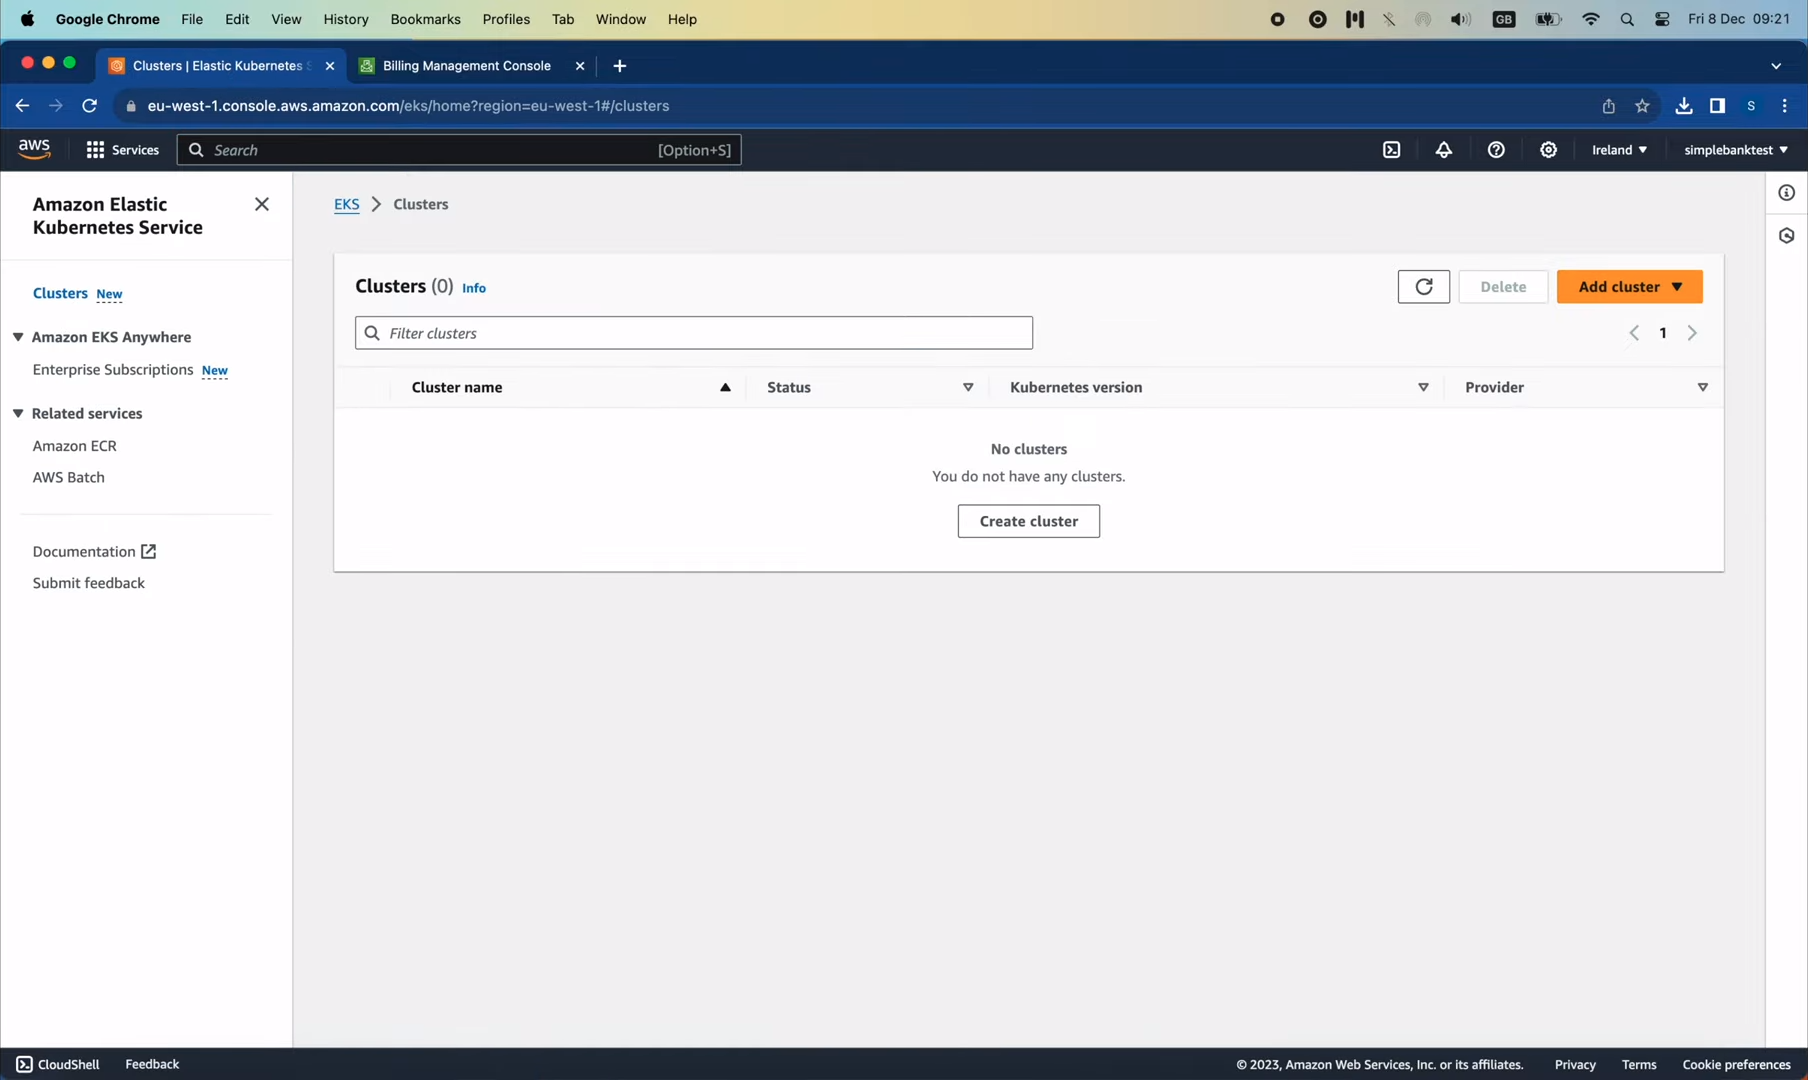 Google Chrome File Edit View History Bookmarks Profiles Tab Window Help GB Fri 8 Dec 09:21
Clusters | Elastic Kubernetes S Billing Management Console
eu-west-1.console.aws.amazon.com/eks/home?region=eu-west-1#/clusters S
aws Services Search [Option+S] Ireland simplebanktest
Amazon Elastic
Kubernetes Service
Clusters New
Amazon EKS Anywhere
Enterprise Subscriptions New
Related services
Amazon ECR
AWS Batch
Documentation
Submit feedback
EKS Clusters
Clusters (0) Info Delete Add cluster
Filter clusters 1
Cluster name Status Kubernetes version Provider
No clusters
You do not have any clusters.
Create cluster
CloudShell Feedback © 2023, Amazon Web Services, Inc. or its affiliates. Privacy Terms Cookie preferences